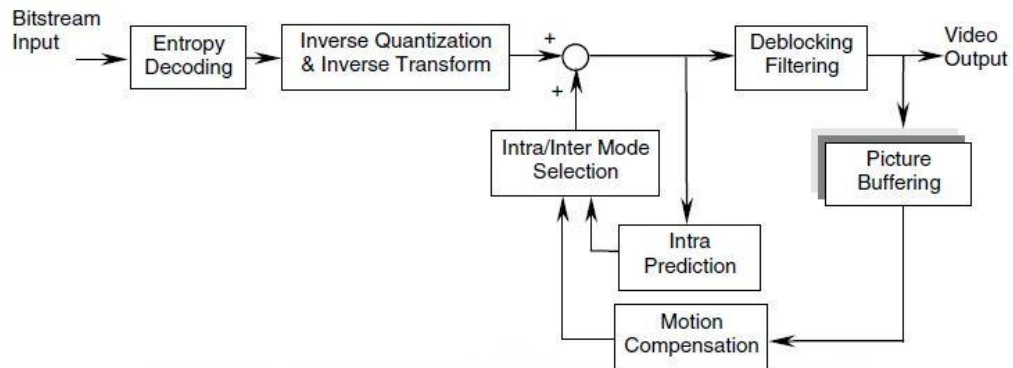 Bitstream
Input
Entropy
Decoding
Inverse Quantization
& Inverse Transform
+
+
Deblocking
Filtering
Video
Output
Intra/Inter Mode
Selection
Picture
Buffering
Intra
Prediction
Motion
Compensation